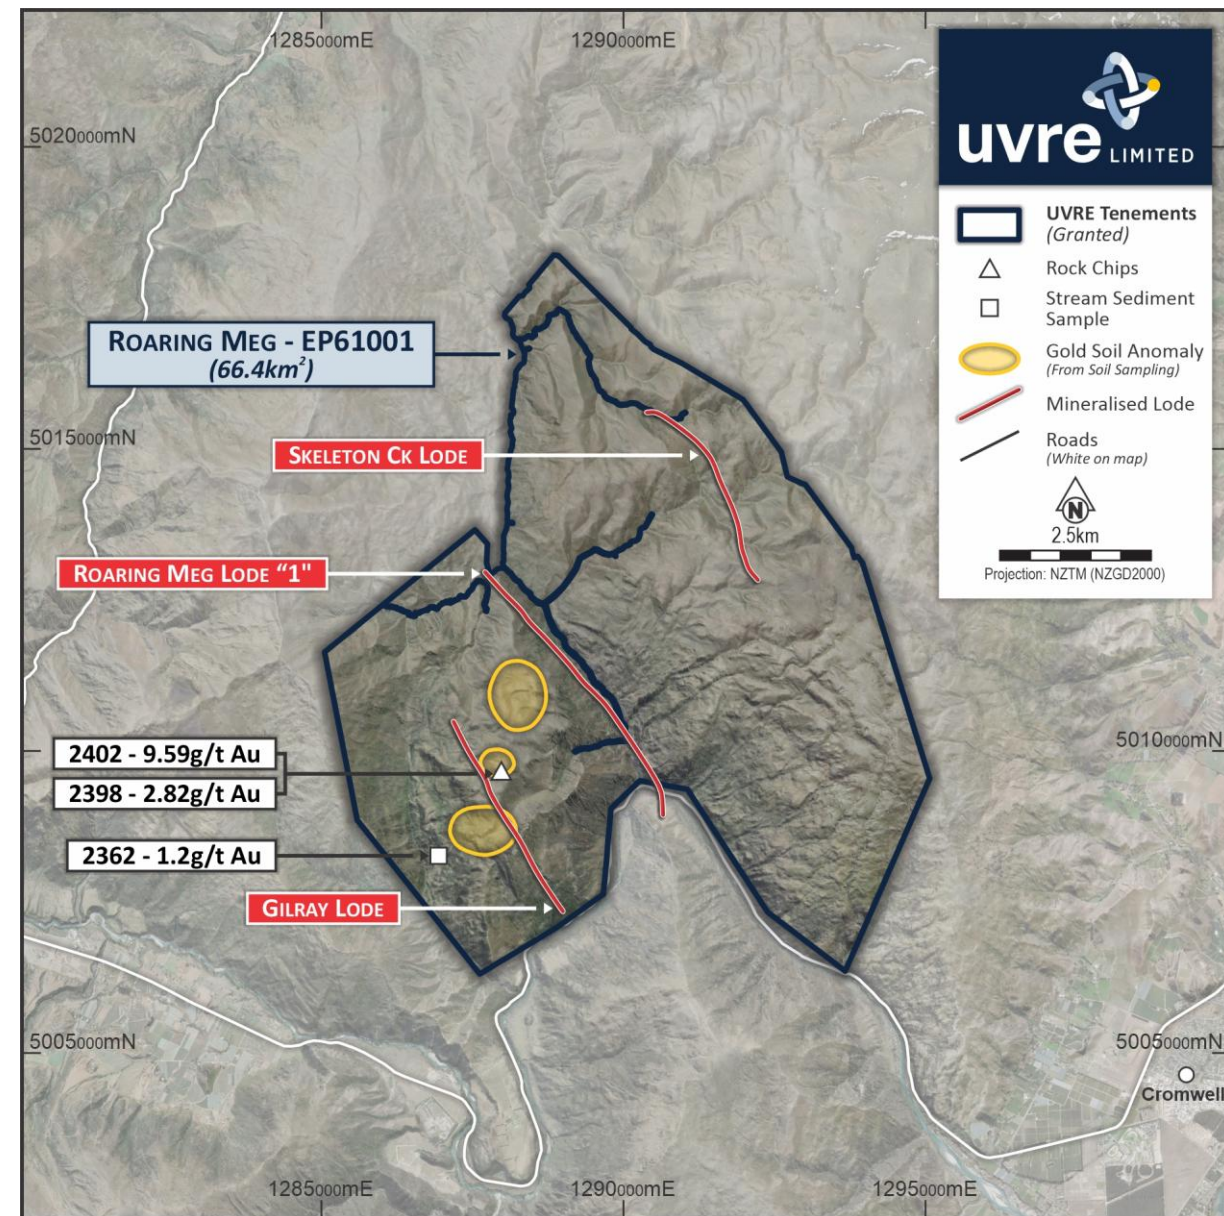 1285000mE
1290000mE
5020000mN
uvre LIMITED
UVRE Tenements
(Granted)
Rock Chips
Stream Sediment
Sample
Gold Soil Anomaly
(From Soil Sampling)
Mineralised Lode
Roads
(White on map)
N
2.5km
Projection: NZTM (NZGD2000)
ROARING MEG - EP61001
(66.4km²)
5015000mN
SKELETON CK LODE
ROARING MEG LODE “1"
5010000mN
2402 - 9.59g/t Au
2398 - 2.82g/t Au
2362 - 1.2g/t Au
GILRAY LODE
5005000mN
5005000mN
Cromwell
1285000mE
1290000mE
1295000mE